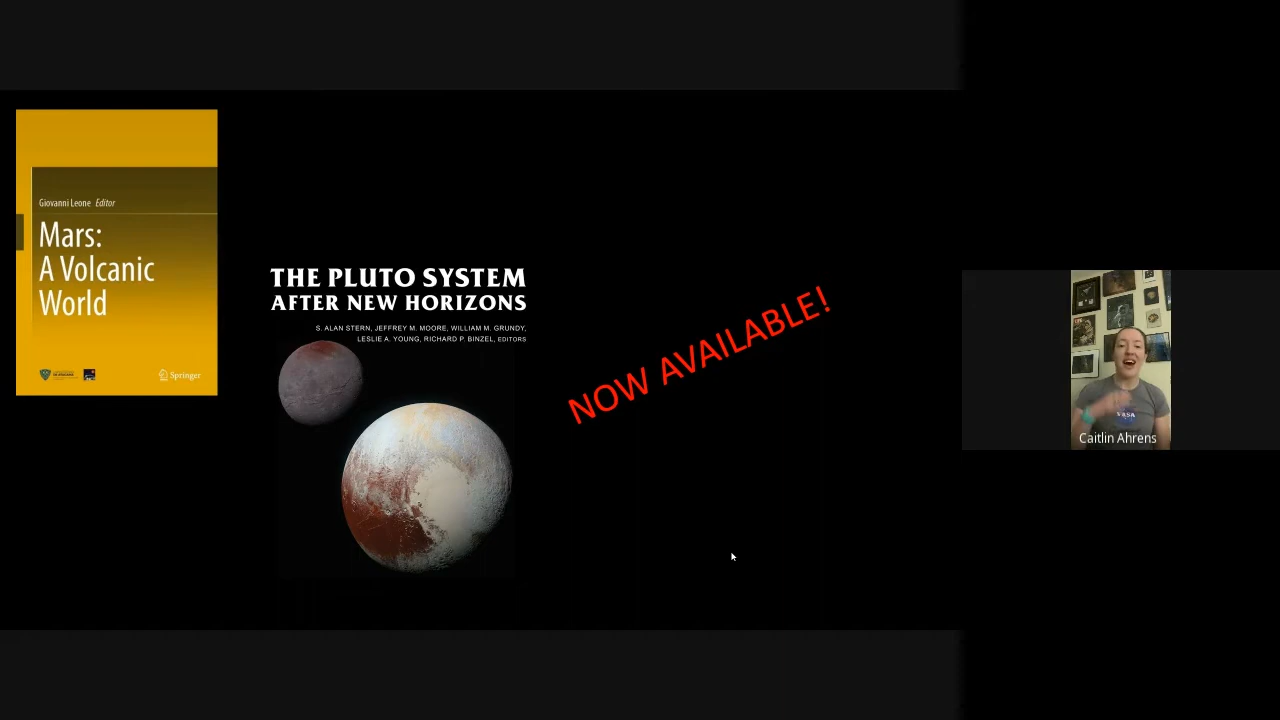 Giovanni Leone Editor
Mars:
A Volcanic
World
Springer
THE PLUTO SYSTEM
AFTER NEW HORIZONS
S. ALAN STERN, JEFFREY M. MOORE, WILLIAM M. GRUNDY,
LESLIE A. YOUNG, RICHARD P. BINZEL, EDITORS
NOW AVAILABLE!
NASA
Caitlin Ahrens